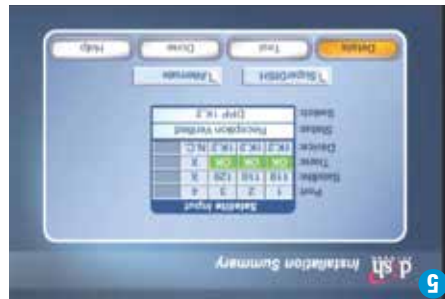 5
dish Installation Summary
Satellite Input
Port 1 2 3 4
Satellite 119 110 129 X
Trans OK OK OK X
Device 1K.2 1K.2 1K.2 N.C.
Status Reception Verified
Switch DPP 1K.2
SuperDISH Alternate
Details Test Done Help